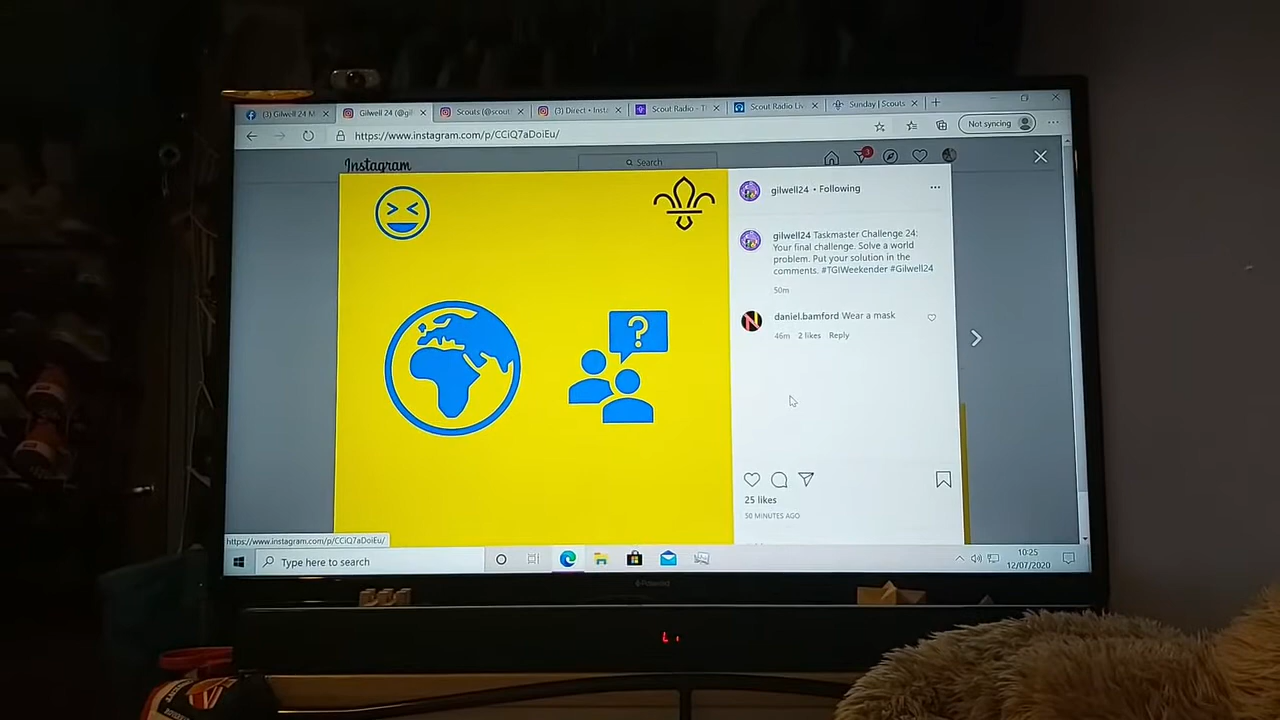 (3) Gilwell 24 M
Gilwell 24 (@gil
Scouts (@scout
(3) Direct • Insta
Scout Radio - T
Scout Radio Liv
Sunday | Scouts
https://www.instagram.com/p/CCiQ7aDoiEu/
Not syncing
Instagram
Search
3
gilwell24 • Following
gilwell24 Taskmaster Challenge 24:
Your final challenge. Solve a world
problem. Put your solution in the
comments. #TGIWeekender #Gilwell24
50m
?
daniel.bamford Wear a mask
46m 2 likes Reply
25 likes
50 MINUTES AGO
https://www.instagram.com/p/CCiQ7aDoiEu/
Type here to search
10:25
12/07/2020
Polaroid